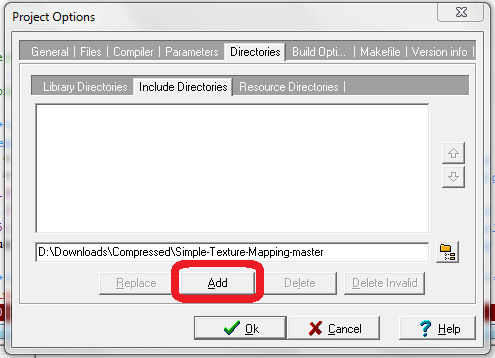 Project Options
General Files Compiler Parameters Directories Build Opti... Makefile Version info
Library Directories Include Directories Resource Directories
D:\Downloads\Compressed\Simple-Texture-Mapping-master
Replace Add Delete Delete Invalid
Ok Cancel ? Help